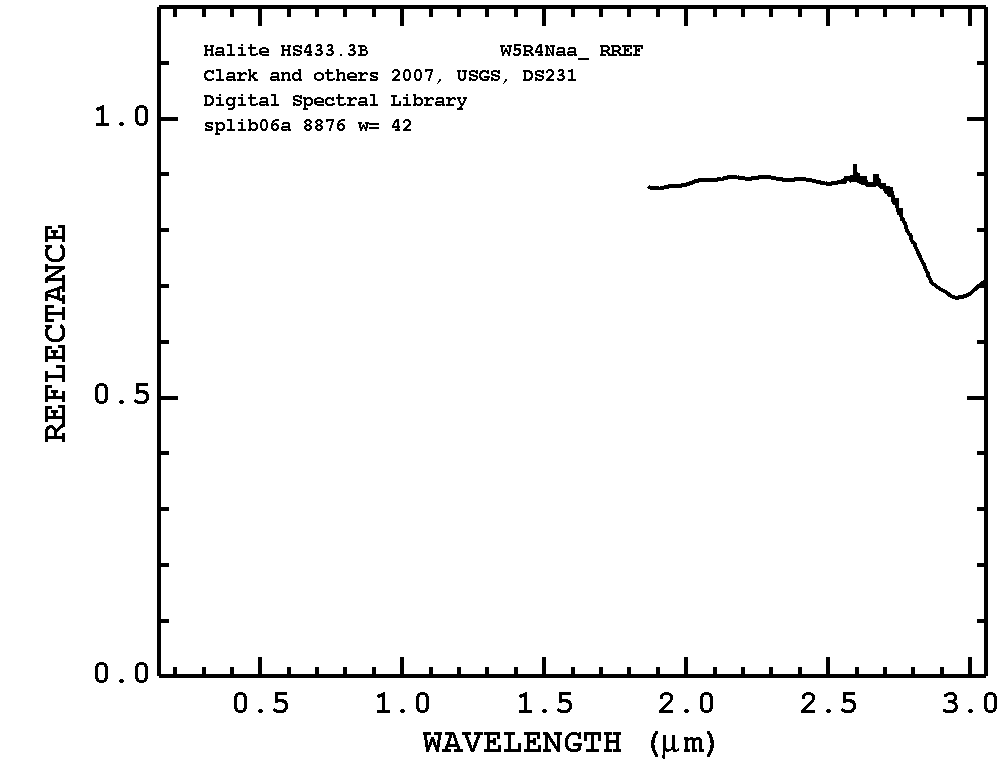 Halite HS433.3B W5R4Naa_ RREF
Clark and others 2007, USGS, DS231
Digital Spectral Library
splib06a 8876 w= 42
1.0
0.5
0.0
REFLECTANCE
0.5 1.0 1.5 2.0 2.5 3.0
WAVELENGTH (μm)